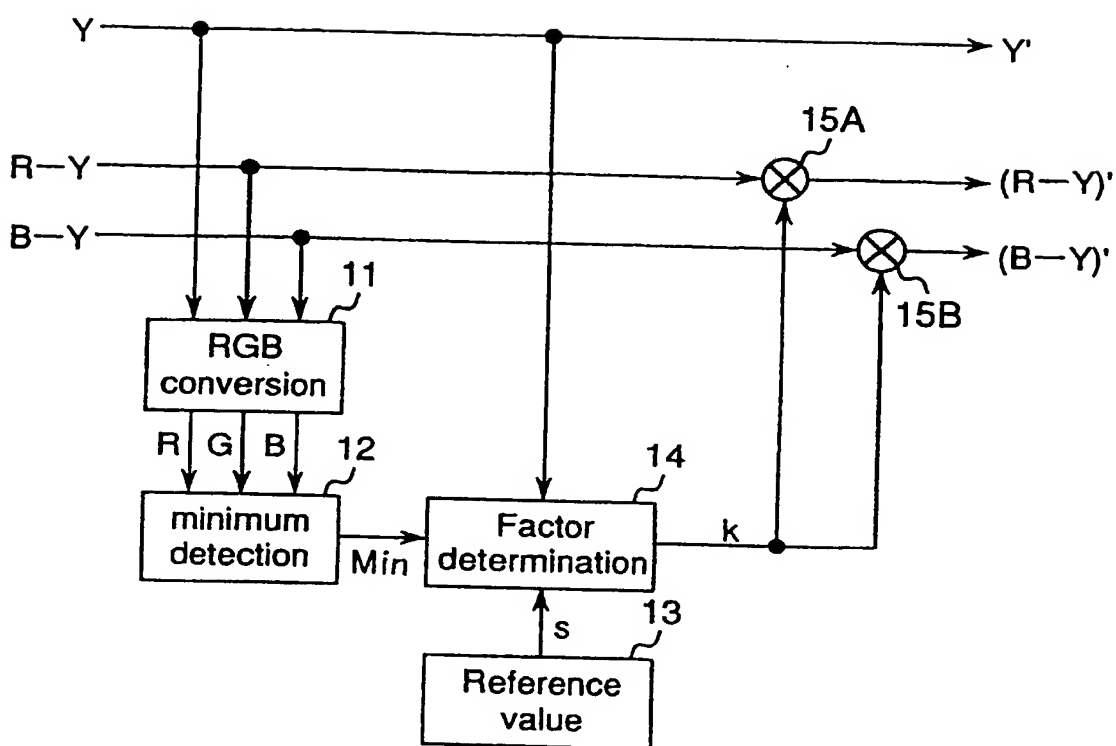 Y
Y'
15A
R—Y
(R—Y)'
B—Y
(B—Y)'
11
15B
RGB
conversion
R G B
12
14
minimum
detection
Min
Factor
determination
k
s
13
Reference
value